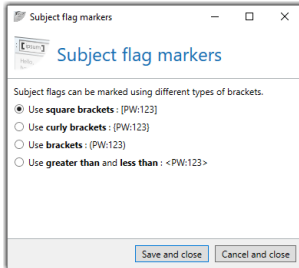 Subject flag markers
Subject flag markers
Subject flags can be marked using different types of brackets.
Use square brackets : [PW:123]
Use curly brackets : {PW:123}
Use brackets : (PW:123)
Use greater than and less than : <PW:123>
Save and close Cancel and close